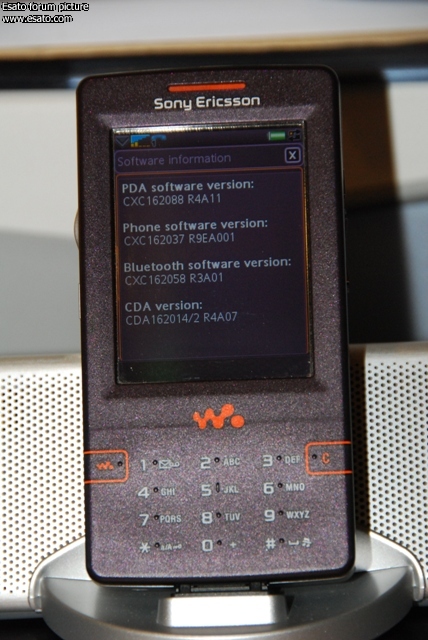 Esato forum picture
www.esato.com
Sony Ericsson
Software information
X
PDA software version:
CXC162088 R4A11
Phone software version:
CXC162037 R9EA001
Bluetooth software version:
CXC162058 R3A01
CDA version:
CDA162014/2 R4A07
C
1 2 ABC 3 DEF
4 GHI 5 JKL 6 MNO
7 PQRS 8 TUV 9 WXYZ
* a/A 0 + #